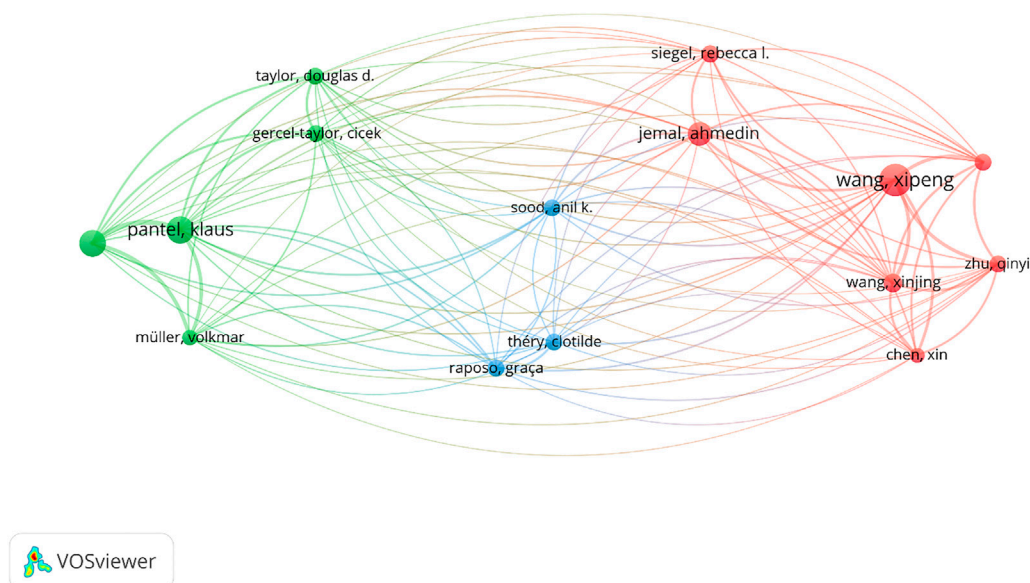 siegel, rebecca l.
taylor, douglas d.
gercel-taylor, cicek
jemal, ahmedin
wang, xipeng
sood, anil k.
pantel, klaus
zhu, qinyi
wang, xinjing
müller, volkmar
théry, clotilde
chen, xin
raposo, graça
VOSviewer